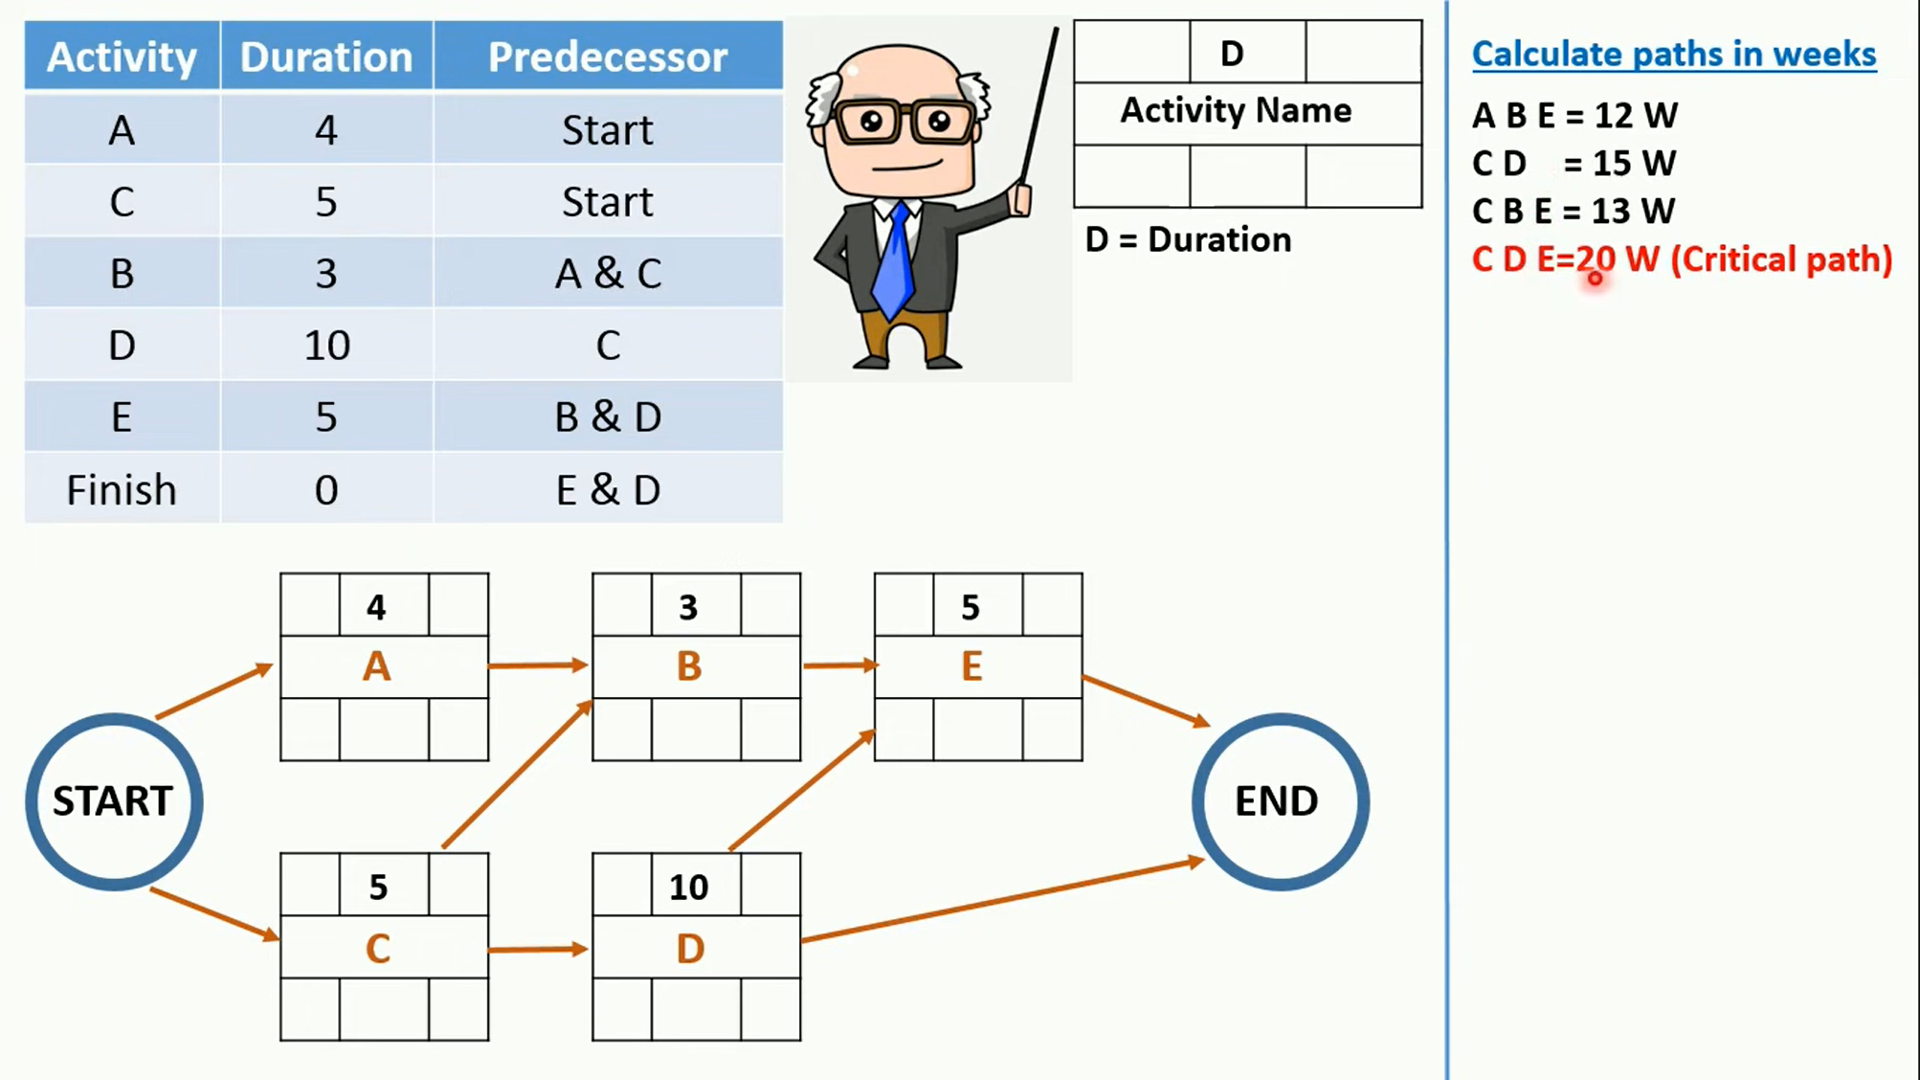 Activity Duration Predecessor
A 4 Start
C 5 Start
B 3 A & C
D 10 C
E 5 B & D
Finish 0 E & D
D
Activity Name
D = Duration
Calculate paths in weeks
A B E = 12 W
C D = 15 W
C B E = 13 W
C D E=20 W (Critical path)
4
A
3
B
5
E
START
END
5
C
10
D